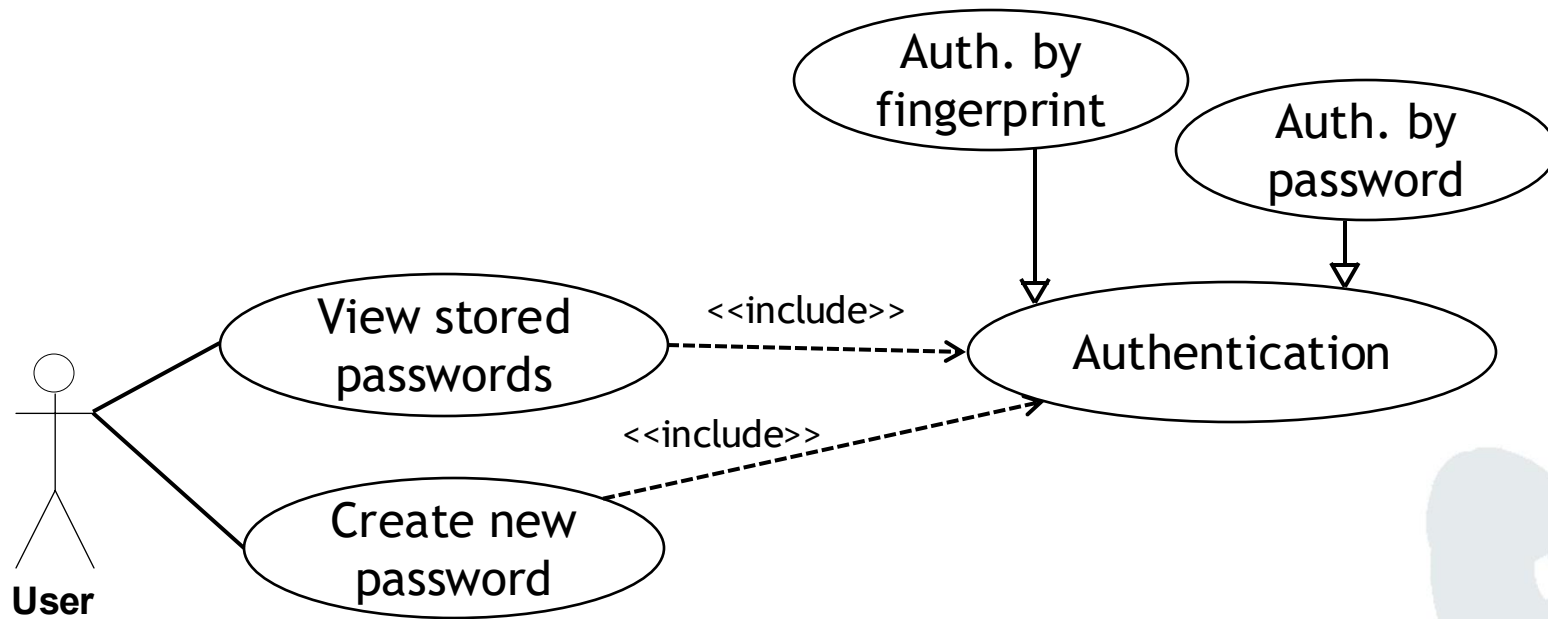 Auth. by
fingerprint
Auth. by
password
View stored
passwords
<<include>>
Authentication
<<include>>
Create new
password
User